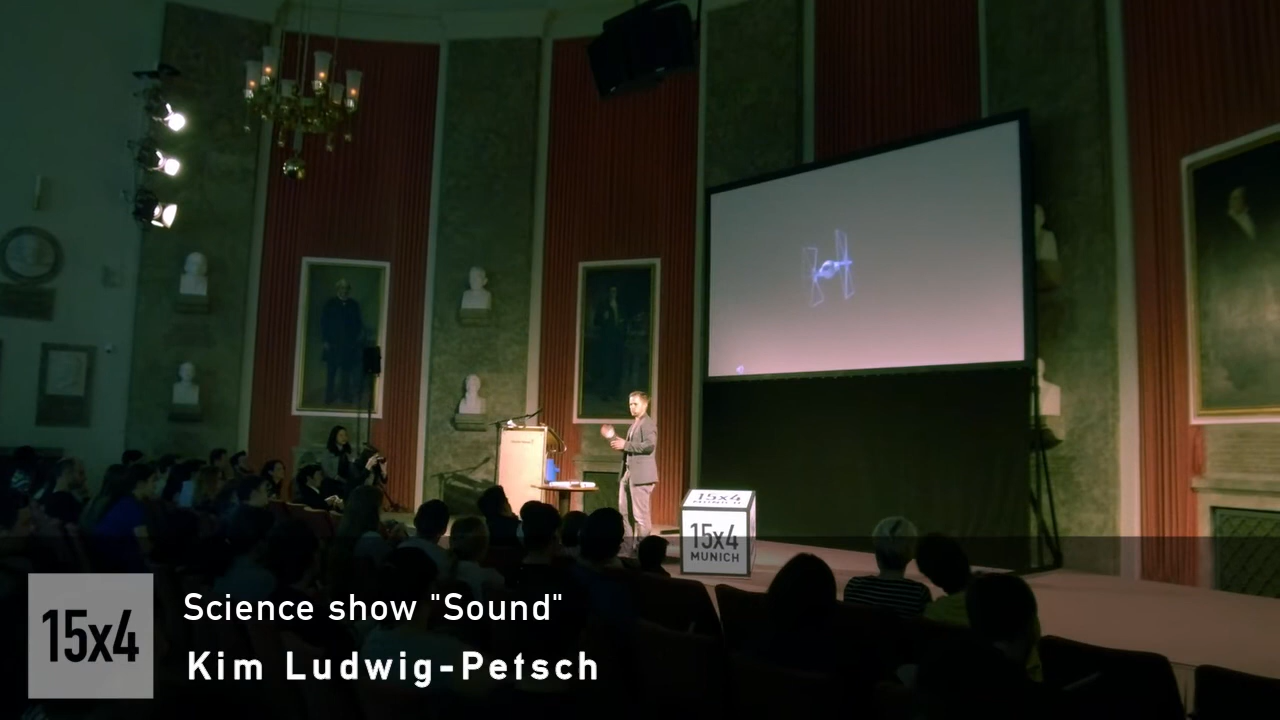 15x4
MUNICH
15x4
MUNICH
15x4
Science show "Sound"
Kim Ludwig-Petsch